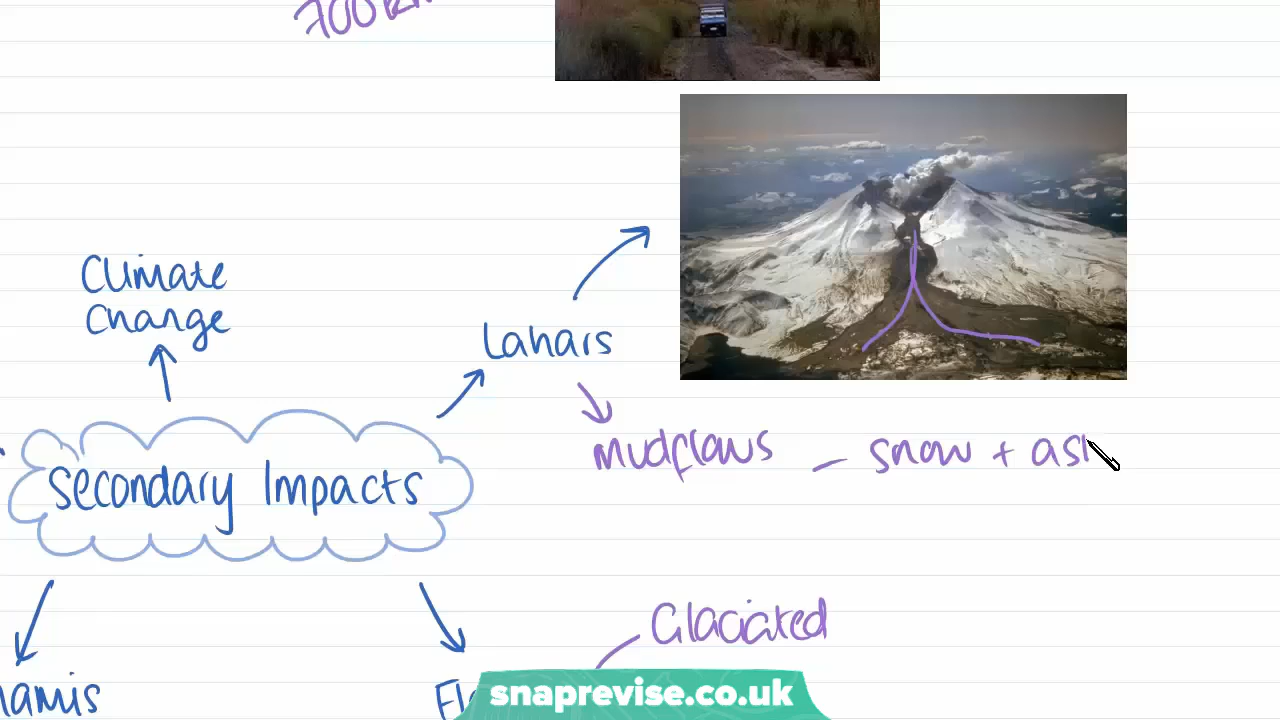 Climate
Change
Lahars
Mudflows - snow + ash
Secondary Impacts
Glaciated
snaprevise.co.uk